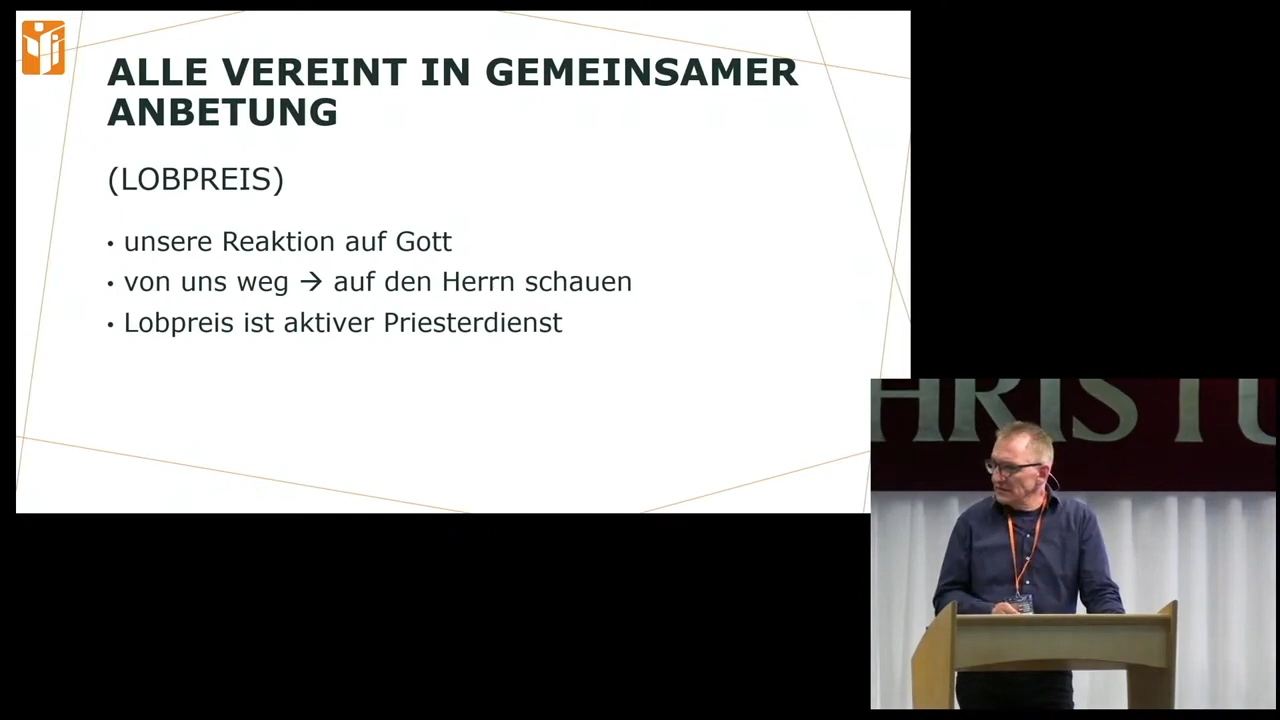 ALLE VEREINT IN GEMEINSAMER
ANBETUNG
(LOBPREIS)
• unsere Reaktion auf Gott
• von uns weg → auf den Herrn schauen
• Lobpreis ist aktiver Priesterdienst
HRISTU